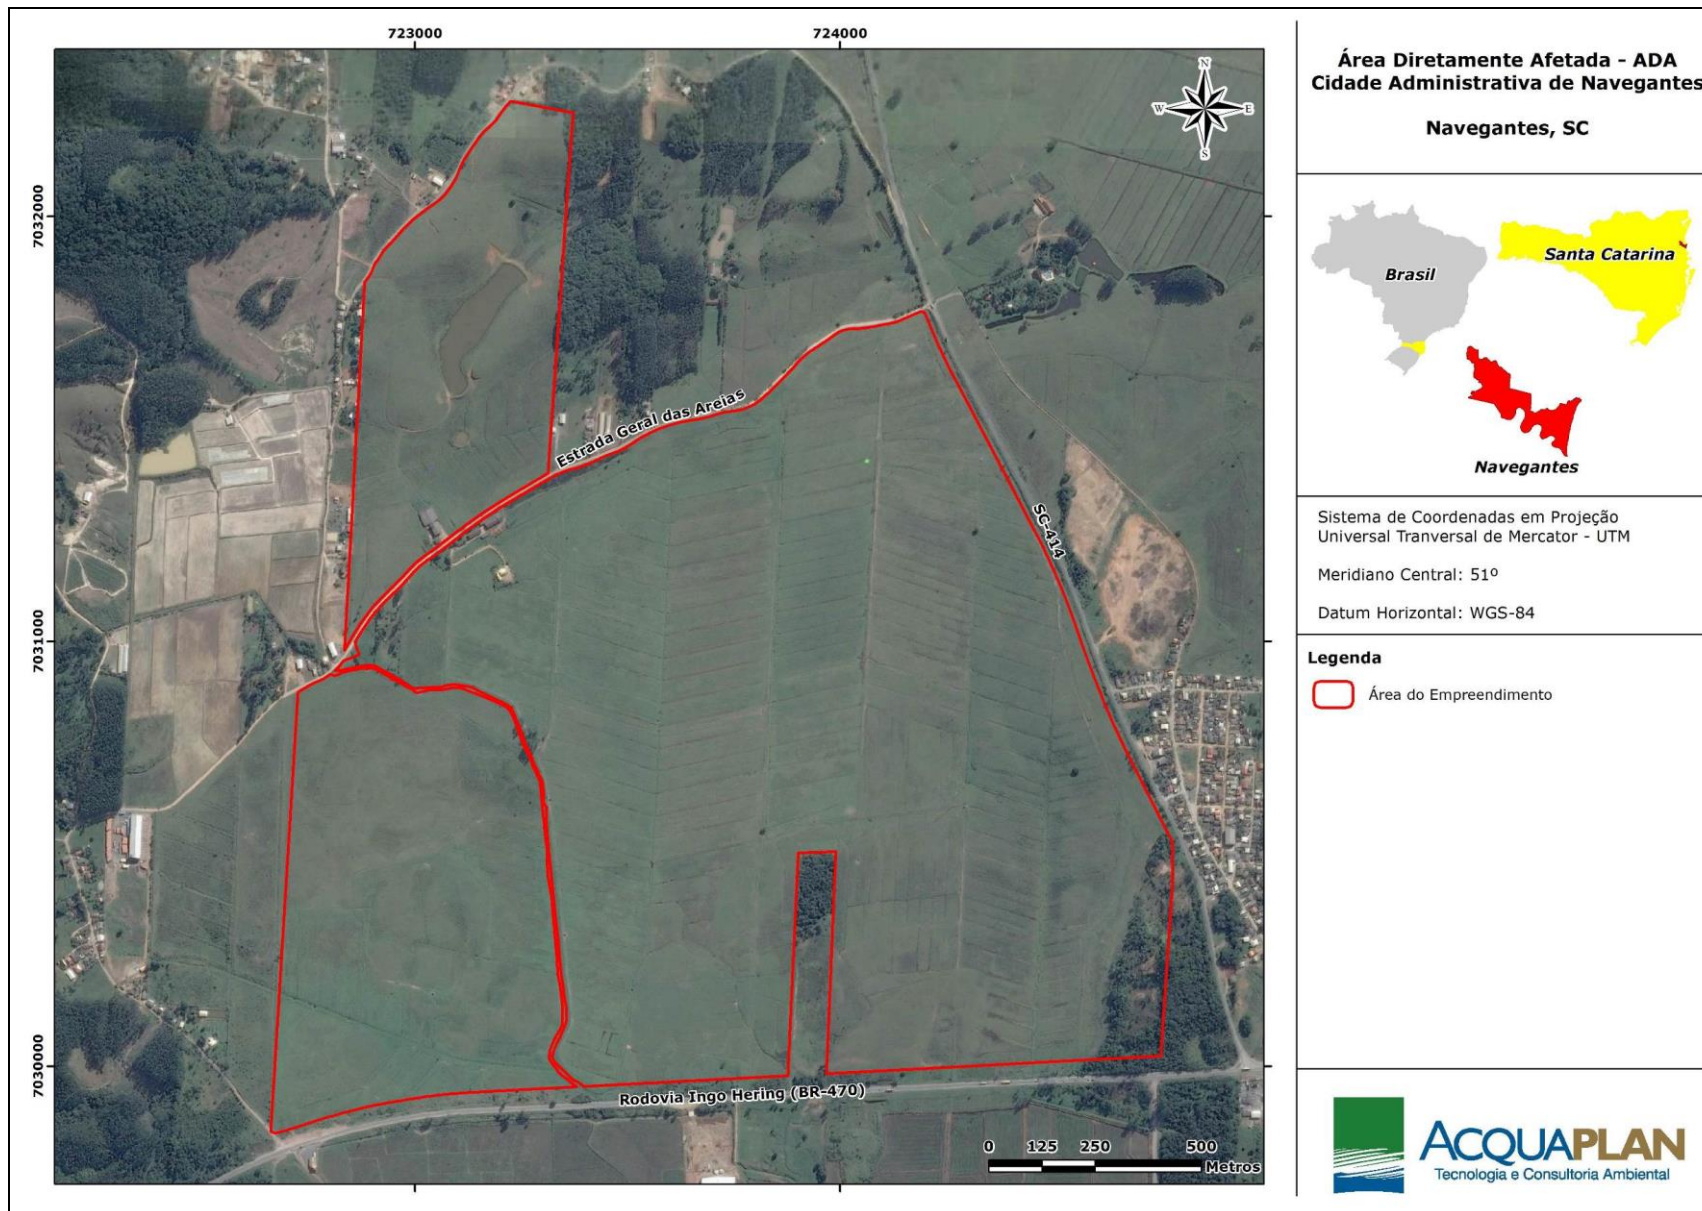 Área Diretamente Afetada - ADA
Cidade Administrativa de Navegantes
Navegantes, SC
723000
724000
N
W
E
S
7032000
7031000
7030000
Estrada Geral das Areias
SC-414
Rodovia Ingo Hering (BR-470)
0 125 250 500
Metros
Brasil
Santa Catarina
Navegantes
Sistema de Coordenadas em Projeção
Universal Tranversal de Mercator - UTM
Meridiano Central: 51º
Datum Horizontal: WGS-84
Legenda
Área do Empreendimento
ACQUAPLAN
Tecnologia e Consultoria Ambiental